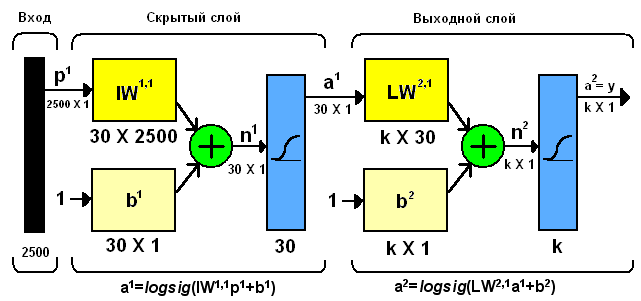 Вход
Скрытый слой
Выходной слой
p¹
2500 X 1
IW¹,¹
30 X 2500
1
b¹
30 X 1
n¹
30 X 1
a¹
30 X 1
30
2500
LW²,¹
k X 30
1
b²
k X 1
n²
k X 1
a²= y
k X 1
k
a¹=logsig(IW¹,¹p¹+b¹)
a²=logsig(LW²,¹a¹+b²)